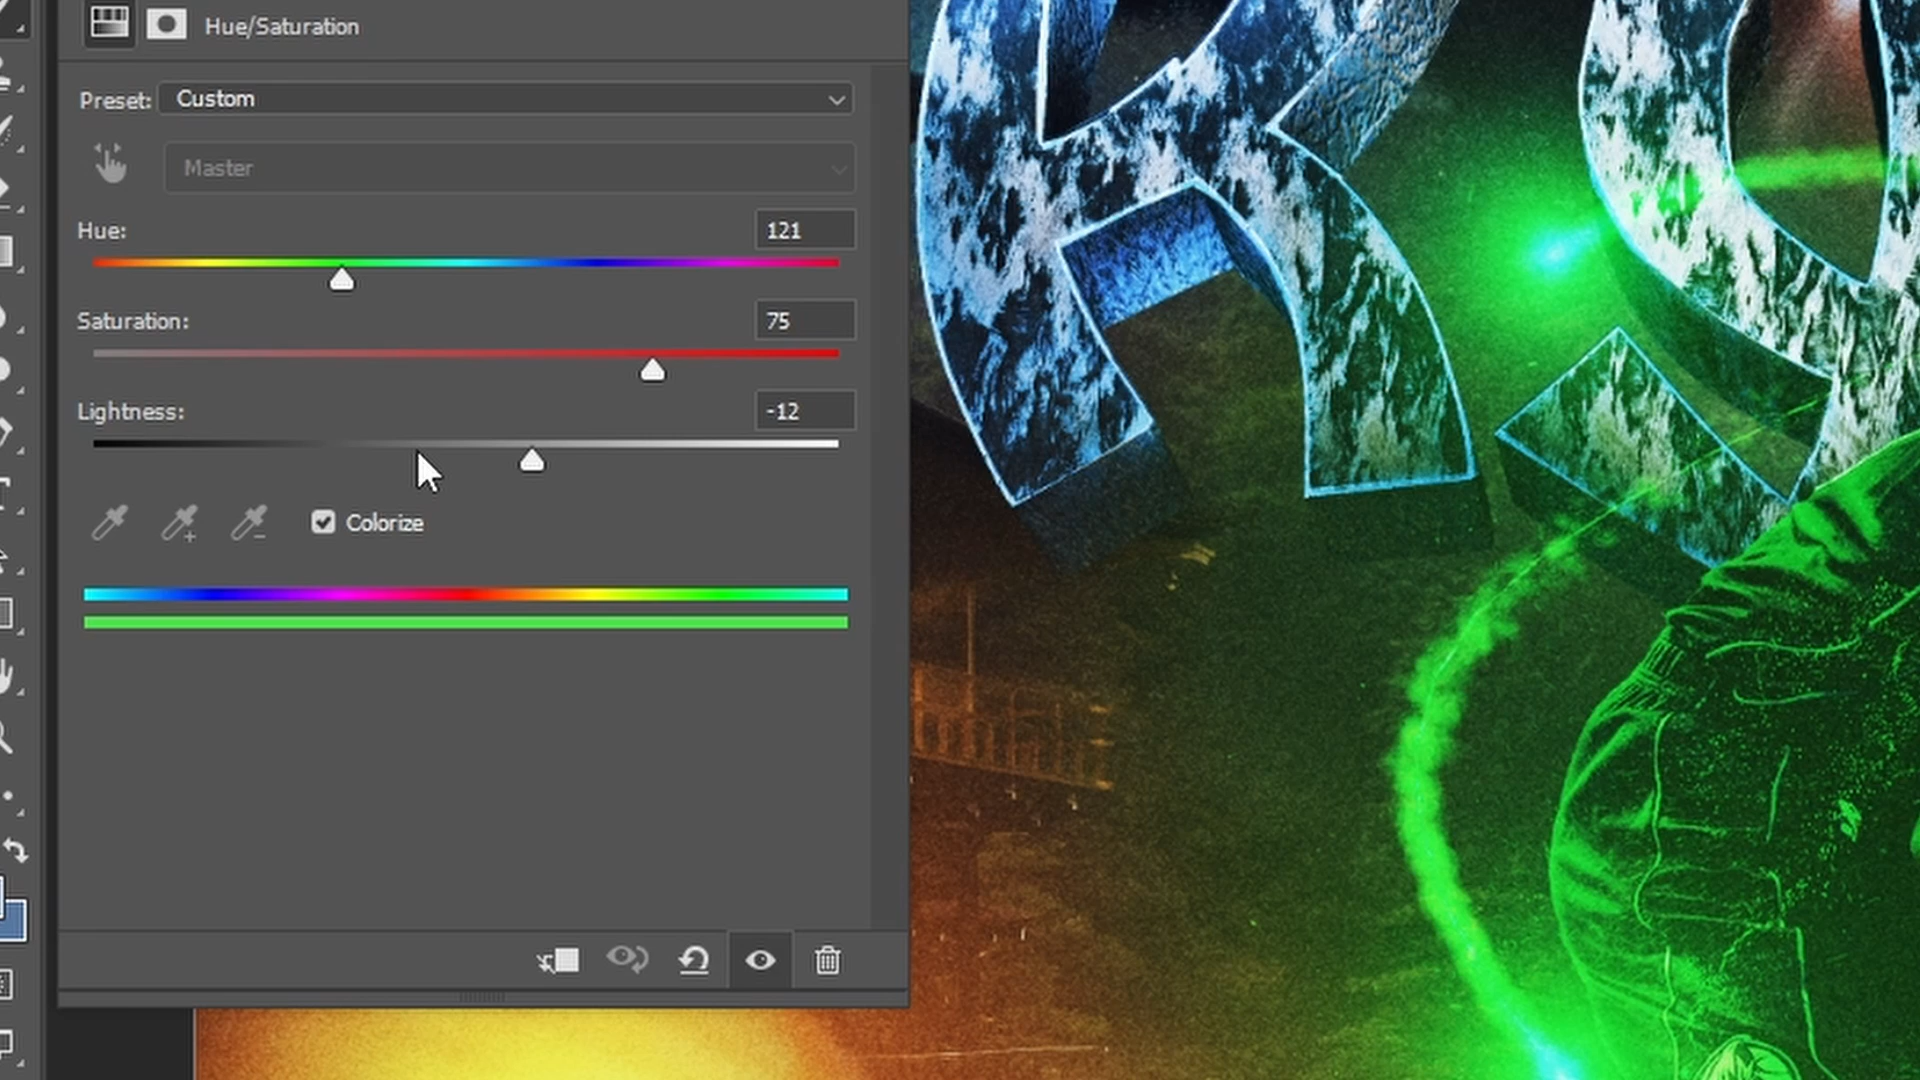 Hue/Saturation
Preset: Custom
Master
Hue: 121
Saturation: 75
Lightness: -12
Colorize